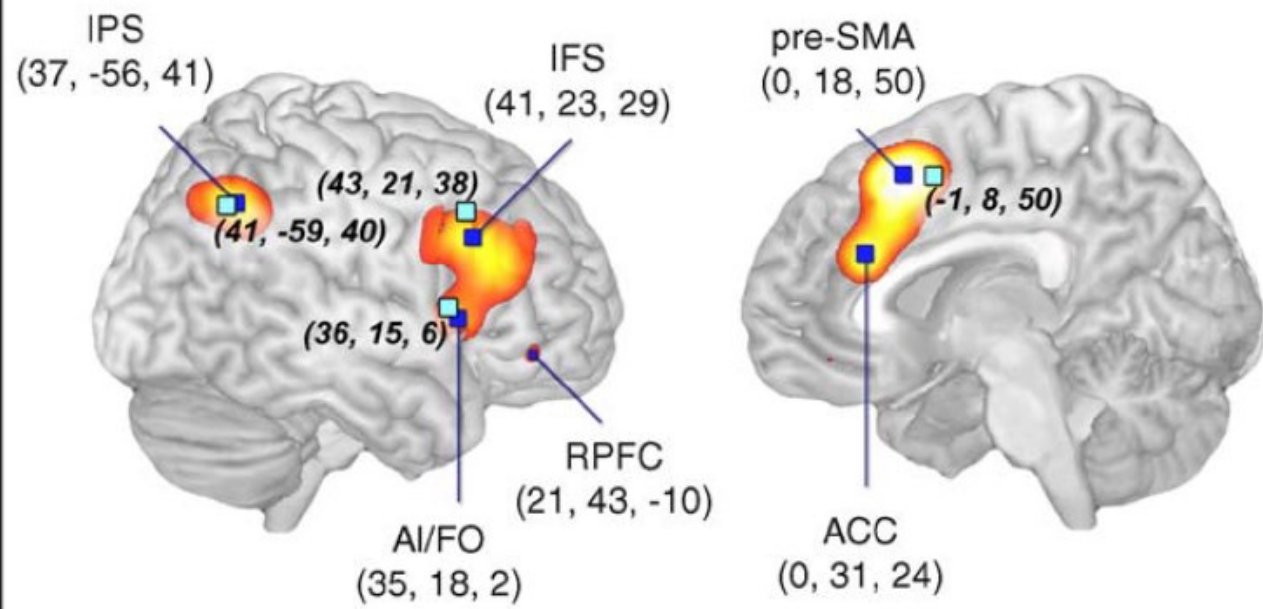 IPS
(37, -56, 41)
IFS
(41, 23, 29)
(43, 21, 38)
(41, -59, 40)
(36, 15, 6)
RPFC
(21, 43, -10)
AI/FO
(35, 18, 2)
pre-SMA
(0, 18, 50)
(-1, 8, 50)
ACC
(0, 31, 24)